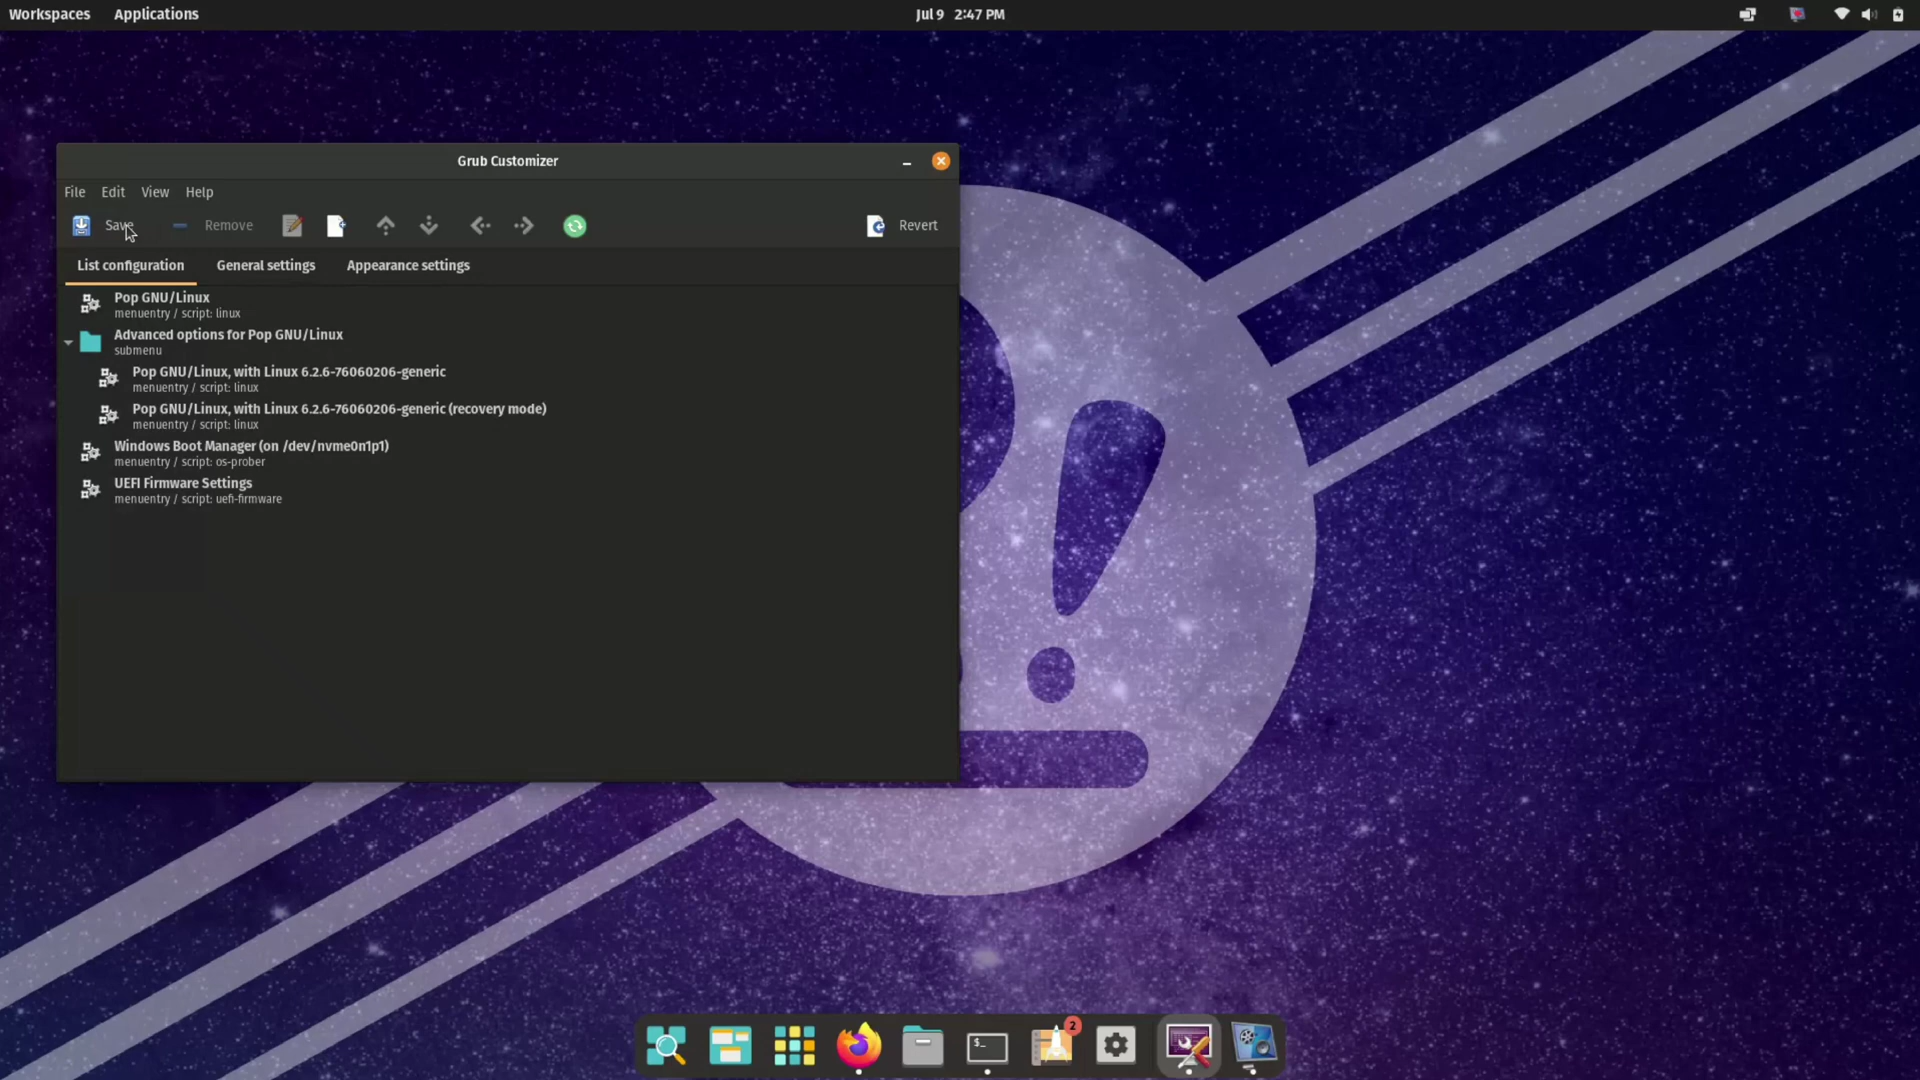 Workspaces Applications Jul 9 2:47 PM
Grub Customizer
File Edit View Help
Save Remove Revert
List configuration General settings Appearance settings
Pop GNU/Linux
menuentry / script: linux
Advanced options for Pop GNU/Linux
submenu
Pop GNU/Linux, with Linux 6.2.6-76060206-generic
menuentry / script: linux
Pop GNU/Linux, with Linux 6.2.6-76060206-generic (recovery mode)
menuentry / script: linux
Windows Boot Manager (on /dev/nvme0n1p1)
menuentry / script: os-prober
UEFI Firmware Settings
menuentry / script: uefi-firmware
$_
2